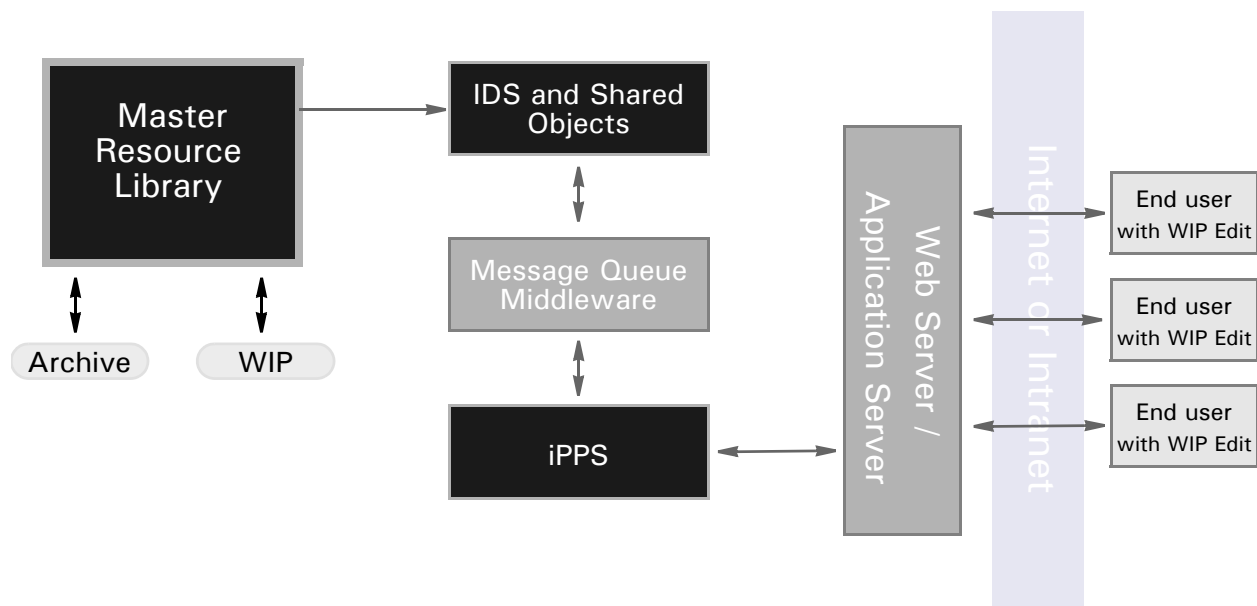 Master
Resource
Library
Archive
WIP
IDS and Shared
Objects
Message Queue
Middleware
iPPS
Web Server /
Application Server
Internet or Intranet
End user
with WIP Edit
End user
with WIP Edit
End user
with WIP Edit